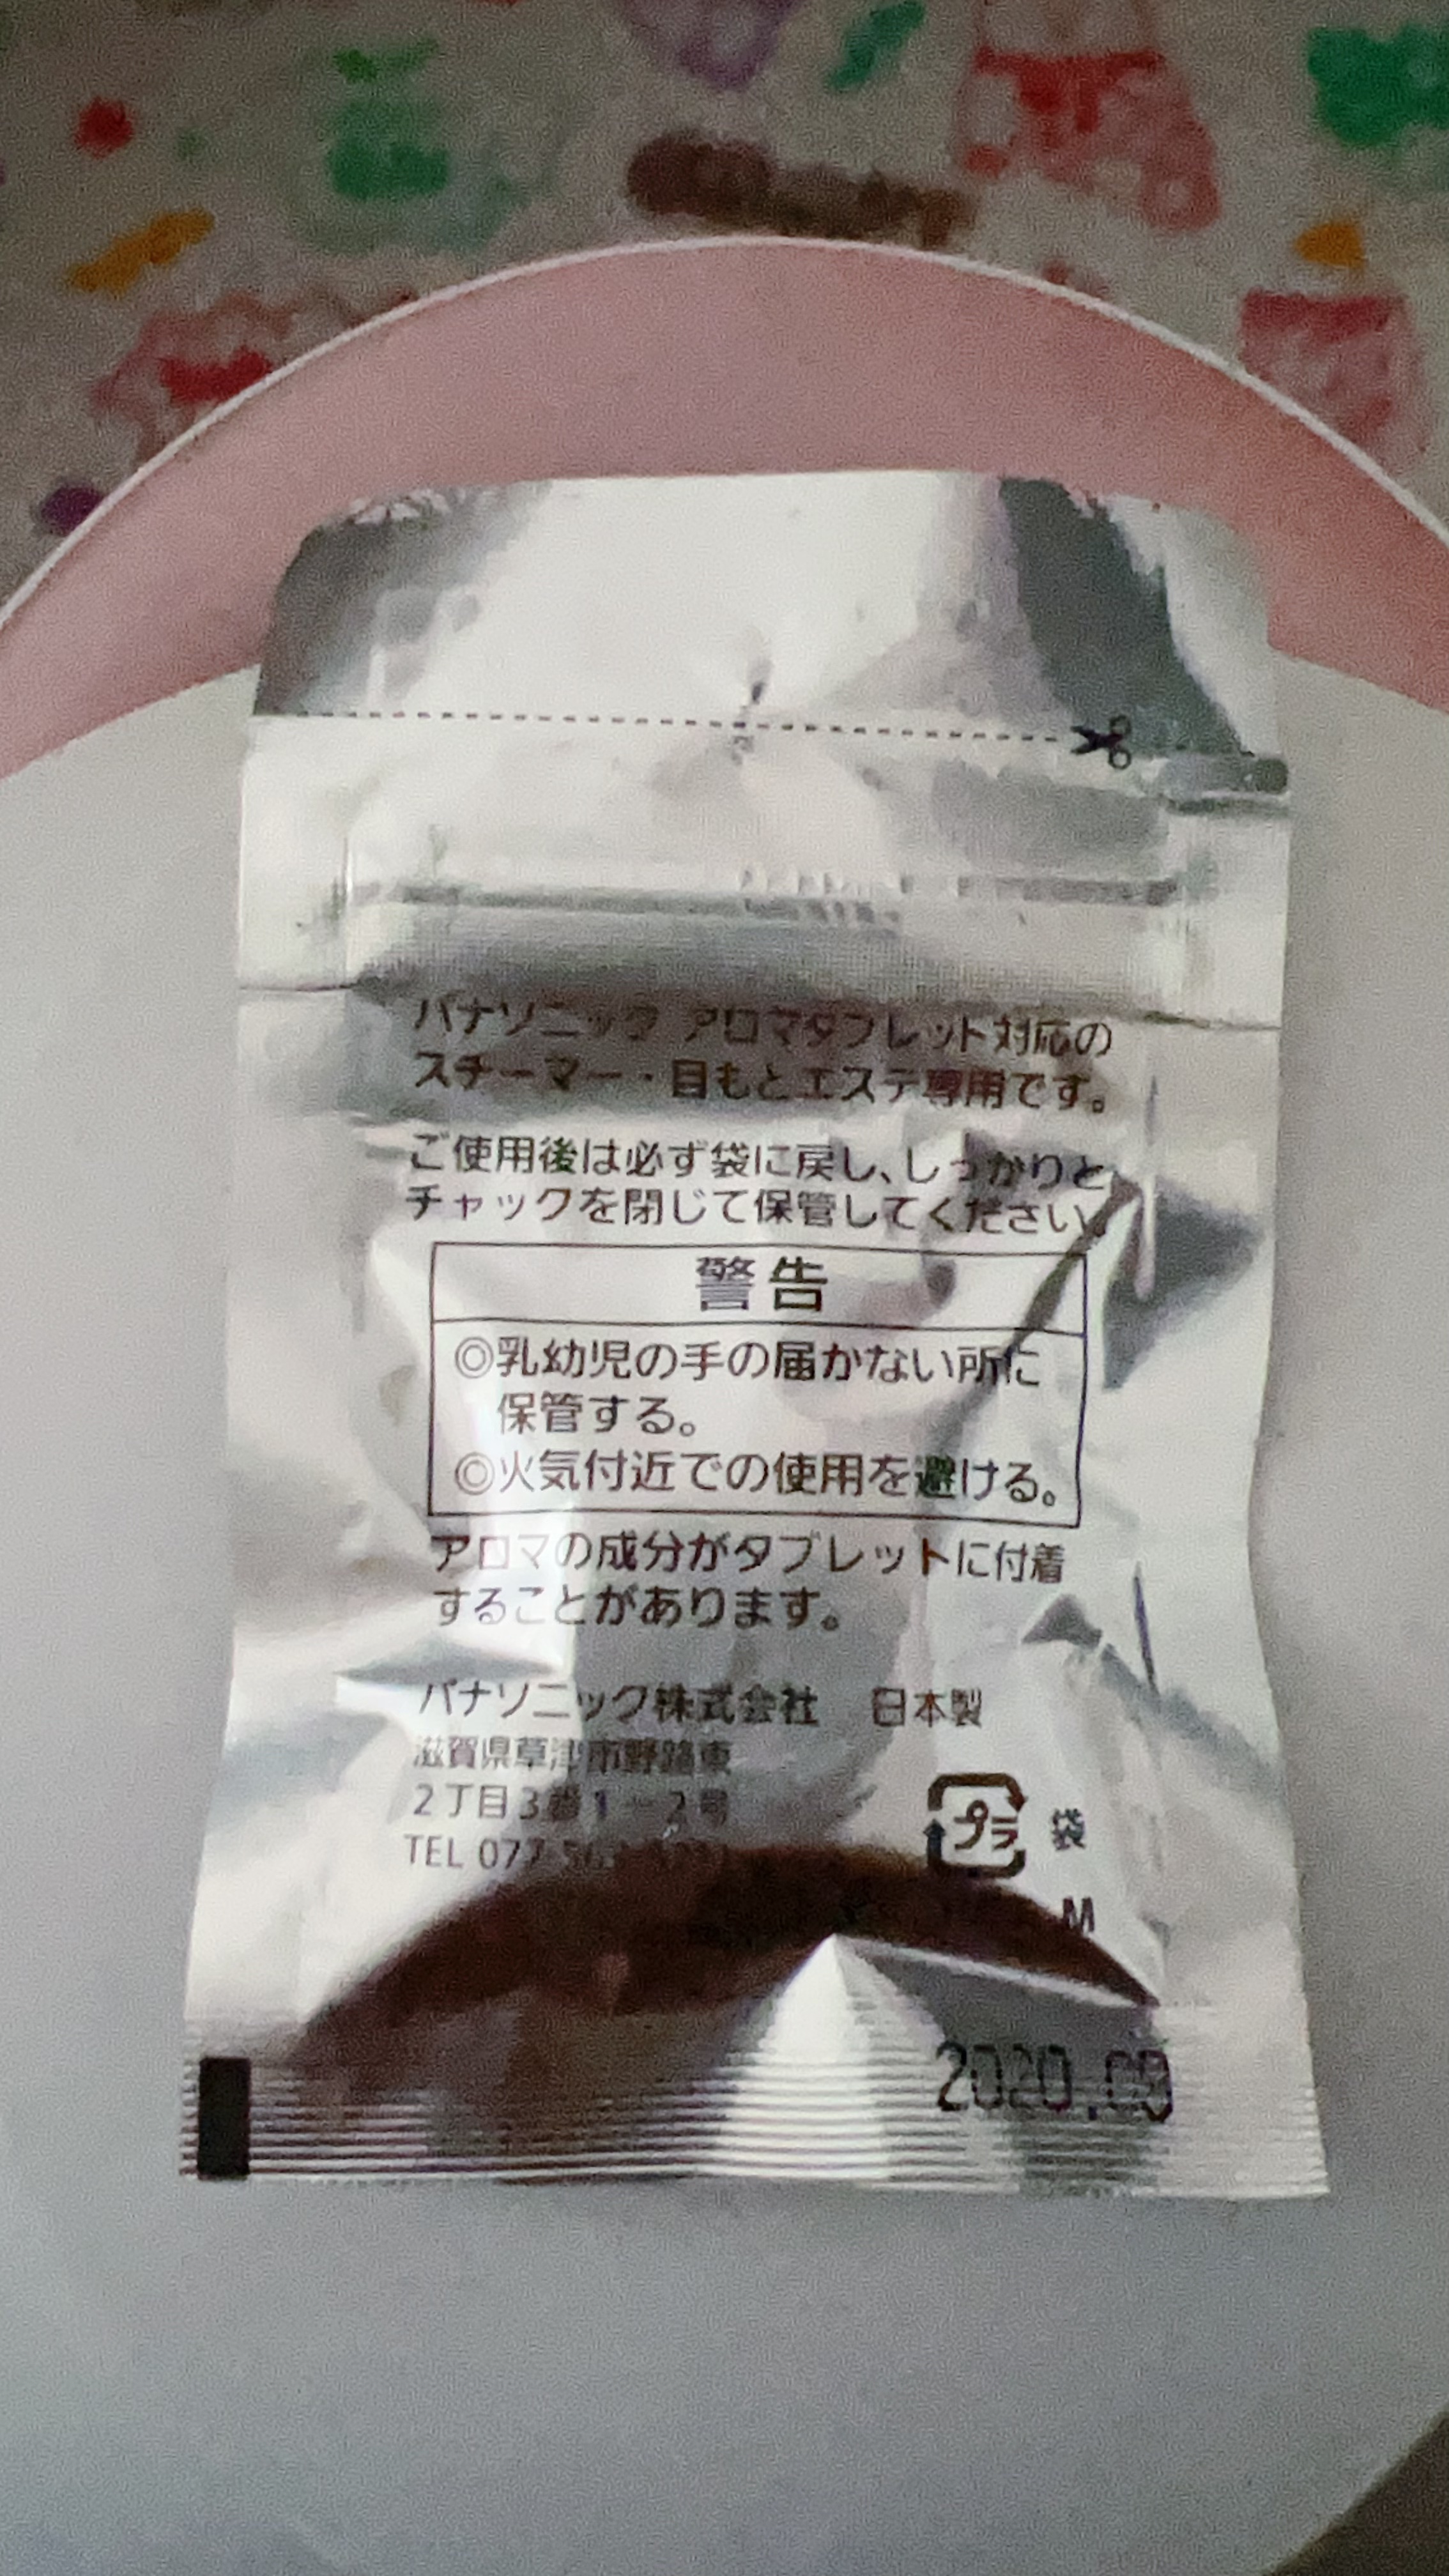 パナソニック アロマタブレット対応の
スチーマー・目もとエステ専用です。
ご使用後は必ず袋に戻し、しっかりと
チャックを閉じて保管してください。
警告
◎乳幼児の手の届かない所に
保管する。
◎火気付近での使用を避ける。
アロマの成分がタブレットに付着
することがあります。
パナソニック株式会社 日本製
滋賀県草津市野路東
2丁目3番1-2号
TEL 077
プラ 袋
M
2020.